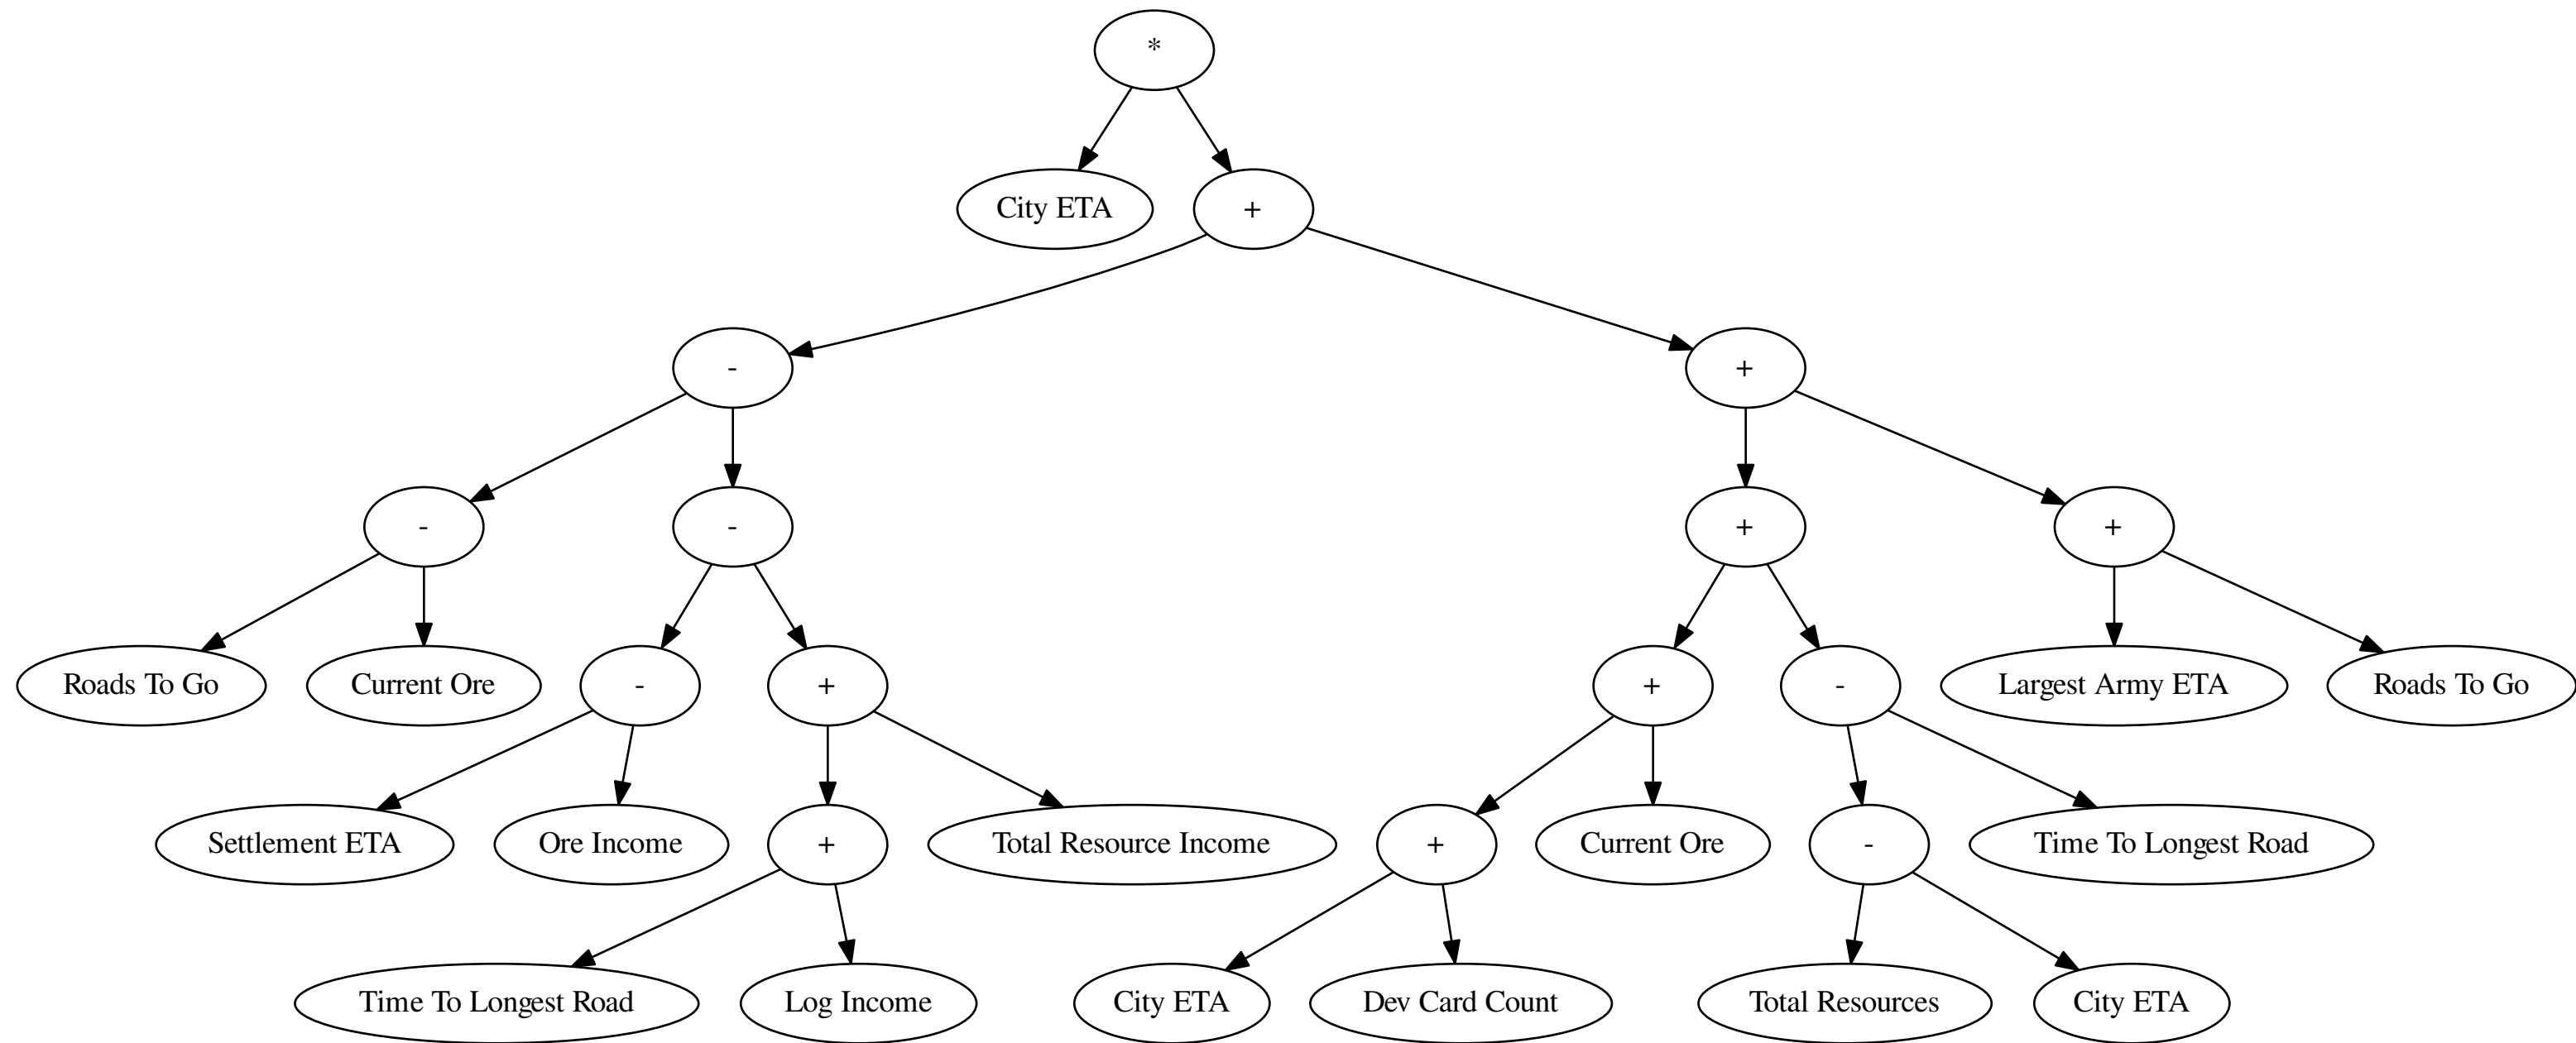 *
City ETA
+
-
+
-
-
+
+
Roads To Go
Current Ore
-
+
+
-
Largest Army ETA
Roads To Go
Settlement ETA
Ore Income
+
Total Resource Income
+
Current Ore
-
Time To Longest Road
Time To Longest Road
Log Income
City ETA
Dev Card Count
Total Resources
City ETA